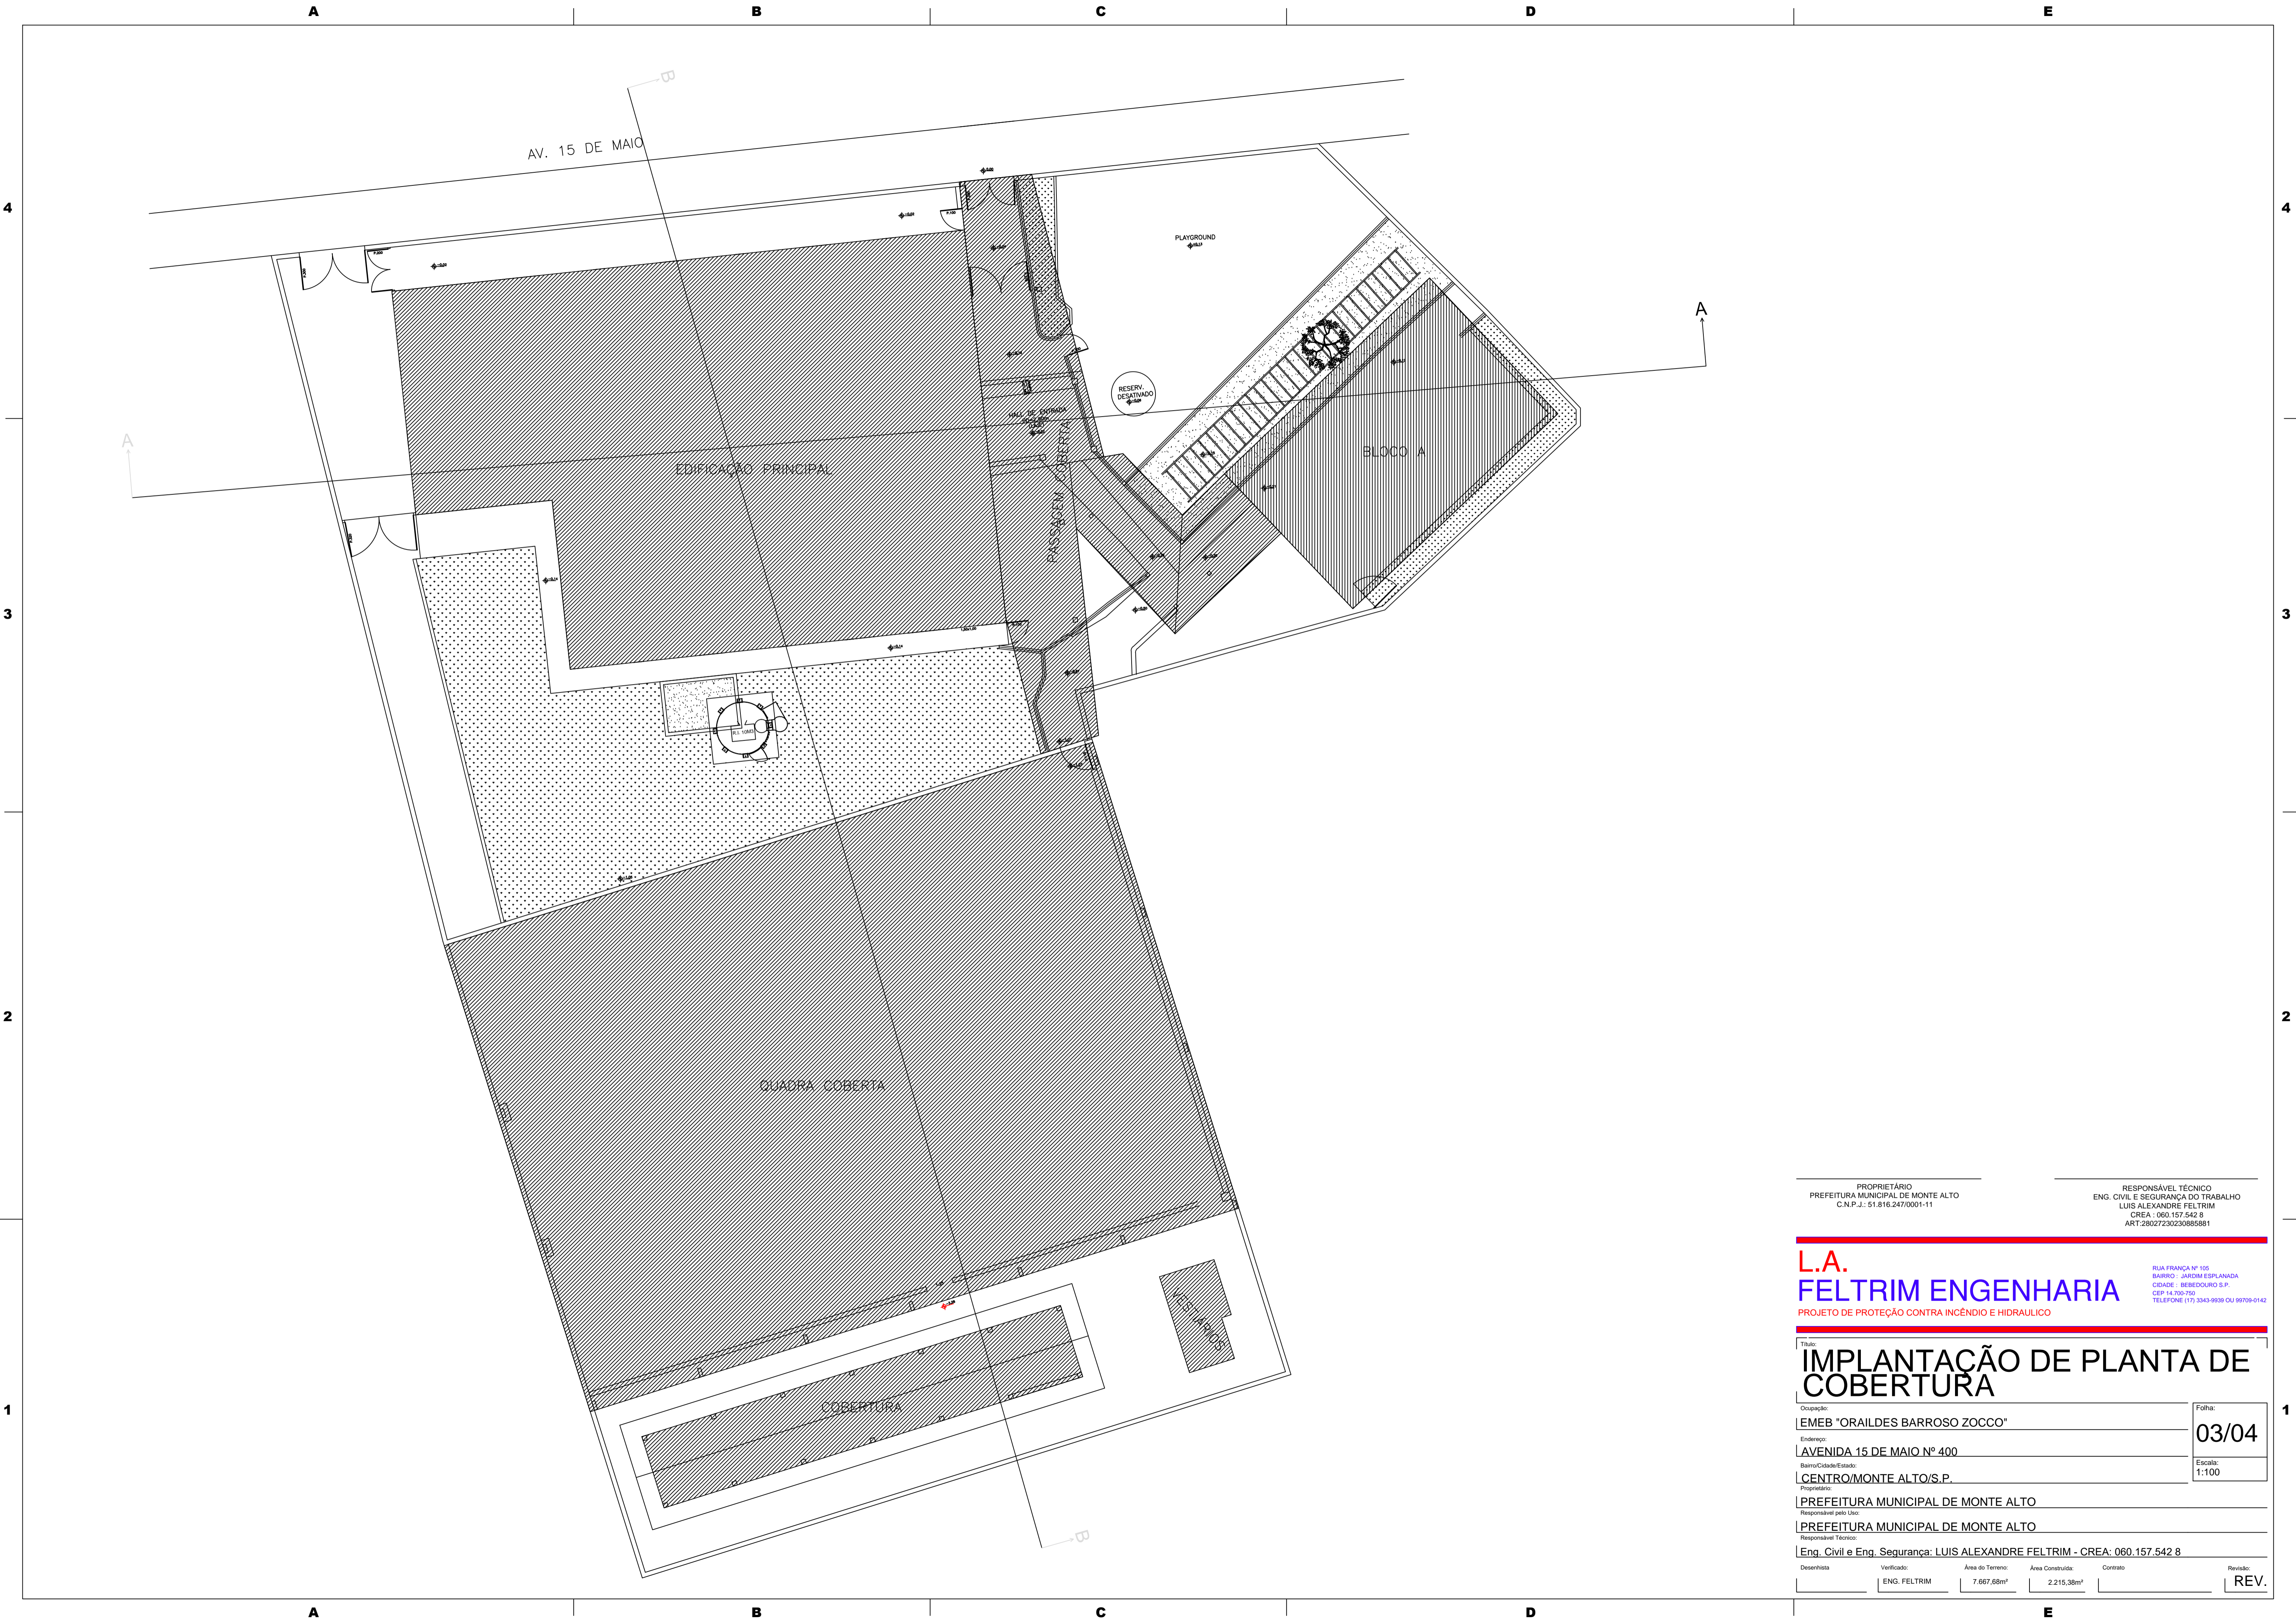 A B C D E
4 4
3 3
2 2
1 1
B
AV. 15 DE MAIO
PLAYGROUND
A
RESERV.
DESATIVADO
HALL DE ENTRADA
A
EDIFICAÇÃO PRINCIPAL
PASSAGEM COBERTA
BLOCO A
R.I. 10M3
QUADRA COBERTA
VESTIÁRIOS
COBERTURA
B
PROPRIETÁRIO
PREFEITURA MUNICIPAL DE MONTE ALTO
C.N.P.J.: 51.816.247/0001-11
RESPONSÁVEL TÉCNICO
ENG. CIVIL E SEGURANÇA DO TRABALHO
LUIS ALEXANDRE FELTRIM
CREA : 060.157.542 8
ART:28027230230885881
L.A.
FELTRIM ENGENHARIA
PROJETO DE PROTEÇÃO CONTRA INCÊNDIO E HIDRAULICO
RUA FRANÇA Nº 105
BAIRRO : JARDIM ESPLANADA
CIDADE : BEBEDOURO S.P.
CEP 14.700-750
TELEFONE (17) 3343-9939 OU 99709-0142
Título:
IMPLANTAÇÃO DE PLANTA DE
COBERTURA
Ocupação:
EMEB "ORAILDES BARROSO ZOCCO"
Folha:
03/04
Endereço:
AVENIDA 15 DE MAIO Nº 400
Bairro/Cidade/Estado:
CENTRO/MONTE ALTO/S.P.
Escala:
1:100
Proprietário:
PREFEITURA MUNICIPAL DE MONTE ALTO
Responsável pelo Uso:
PREFEITURA MUNICIPAL DE MONTE ALTO
Responsável Técnico:
Eng. Civil e Eng. Segurança: LUIS ALEXANDRE FELTRIM - CREA: 060.157.542 8
Desenhista Verificado: Área do Terreno: Área Construída: Contrato Revisão:
ENG. FELTRIM 7.667,68m² 2.215,38m² REV.
A B C D E